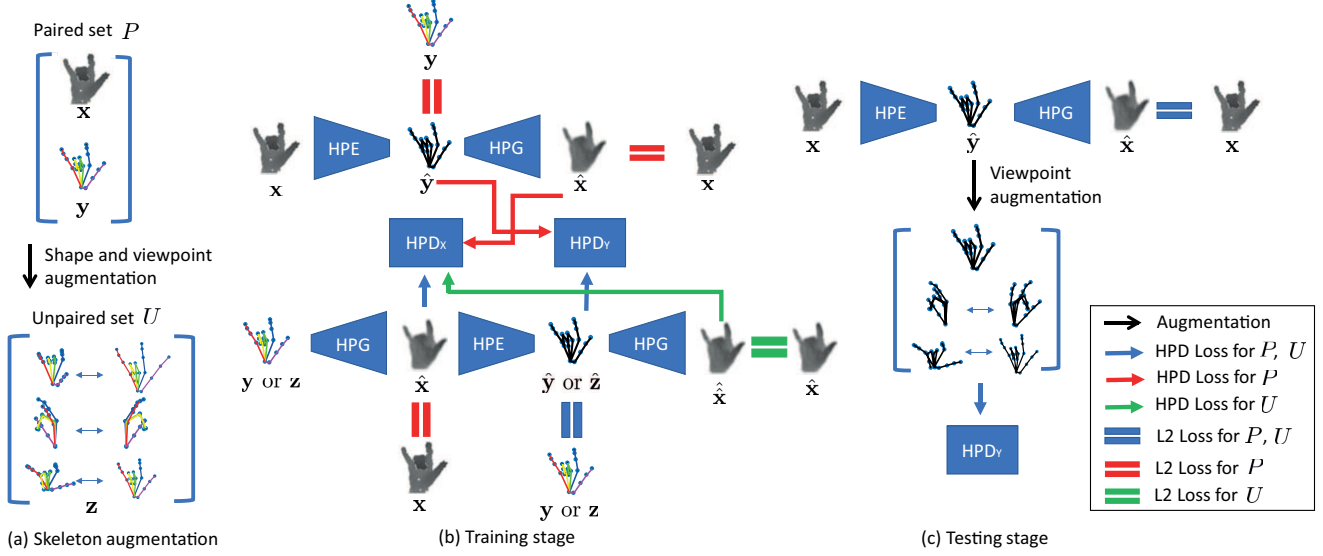 Paired set P
x
y
Shape and viewpoint
augmentation
Unpaired set U
z
(a) Skeleton augmentation
y
x
HPE
ŷ
HPG
x̂
x
HPDX
HPDY
y or z
HPG
x̂
HPE
ŷ or ẑ
HPG
x̂̂
x̂
x
y or z
(b) Training stage
x
HPE
ŷ
HPG
x̂
x
Viewpoint
augmentation
HPDY
(c) Testing stage
Augmentation
HPD Loss for P, U
HPD Loss for P
HPD Loss for U
L2 Loss for P, U
L2 Loss for P
L2 Loss for U